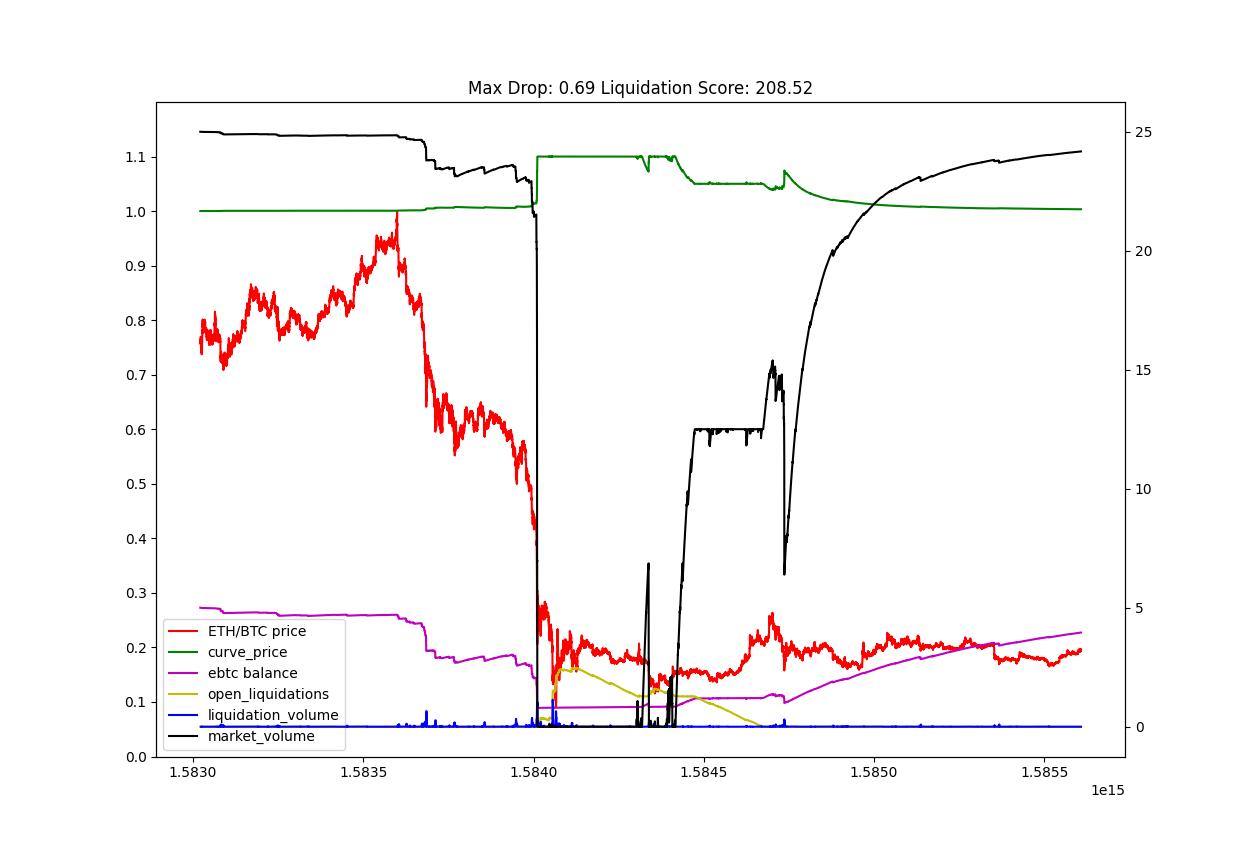 Max Drop: 0.69 Liquidation Score: 208.52
1.1
1.0
0.9
0.8
0.7
0.6
0.5
0.4
0.3
0.2
0.1
0.0
25
20
15
10
5
0
ETH/BTC price
curve_price
ebtc balance
open_liquidations
liquidation_volume
market_volume
1.5830 1.5835 1.5840 1.5845 1.5850 1.5855
1e15